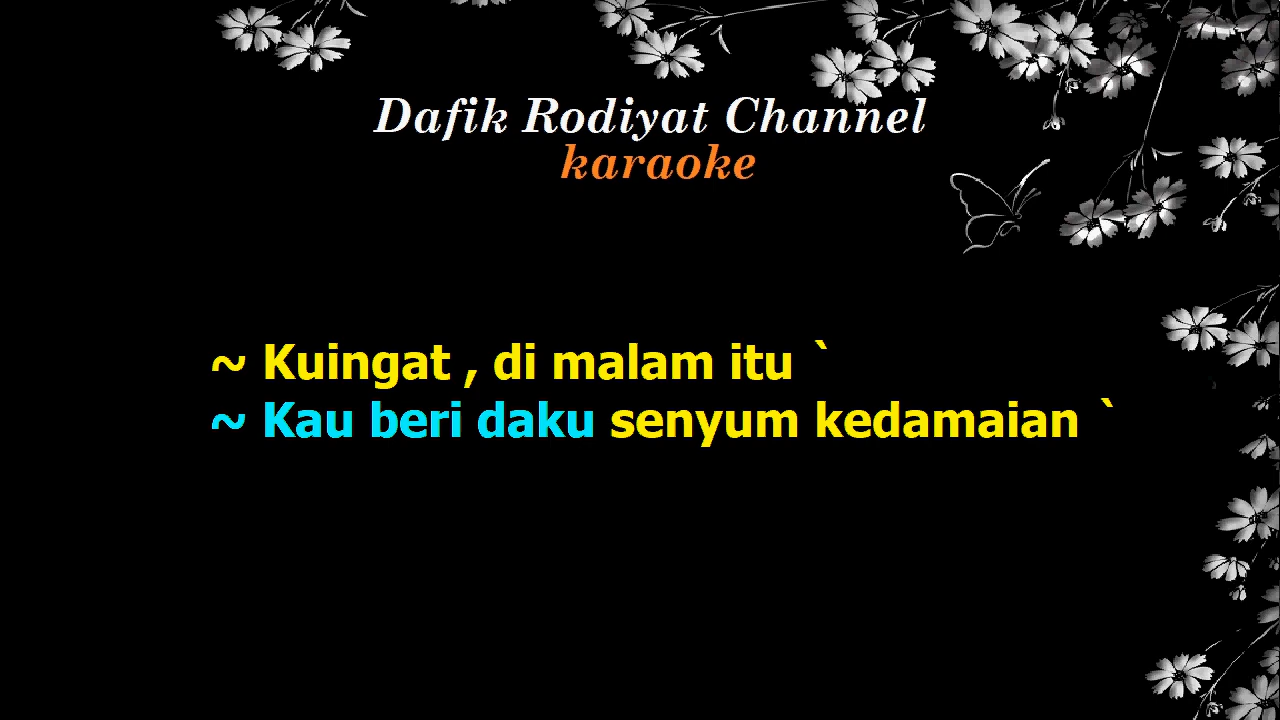 Dafik Rodiyat Channel
karaoke
~ Kuingat , di malam itu `
~ Kau beri daku senyum kedamaian `